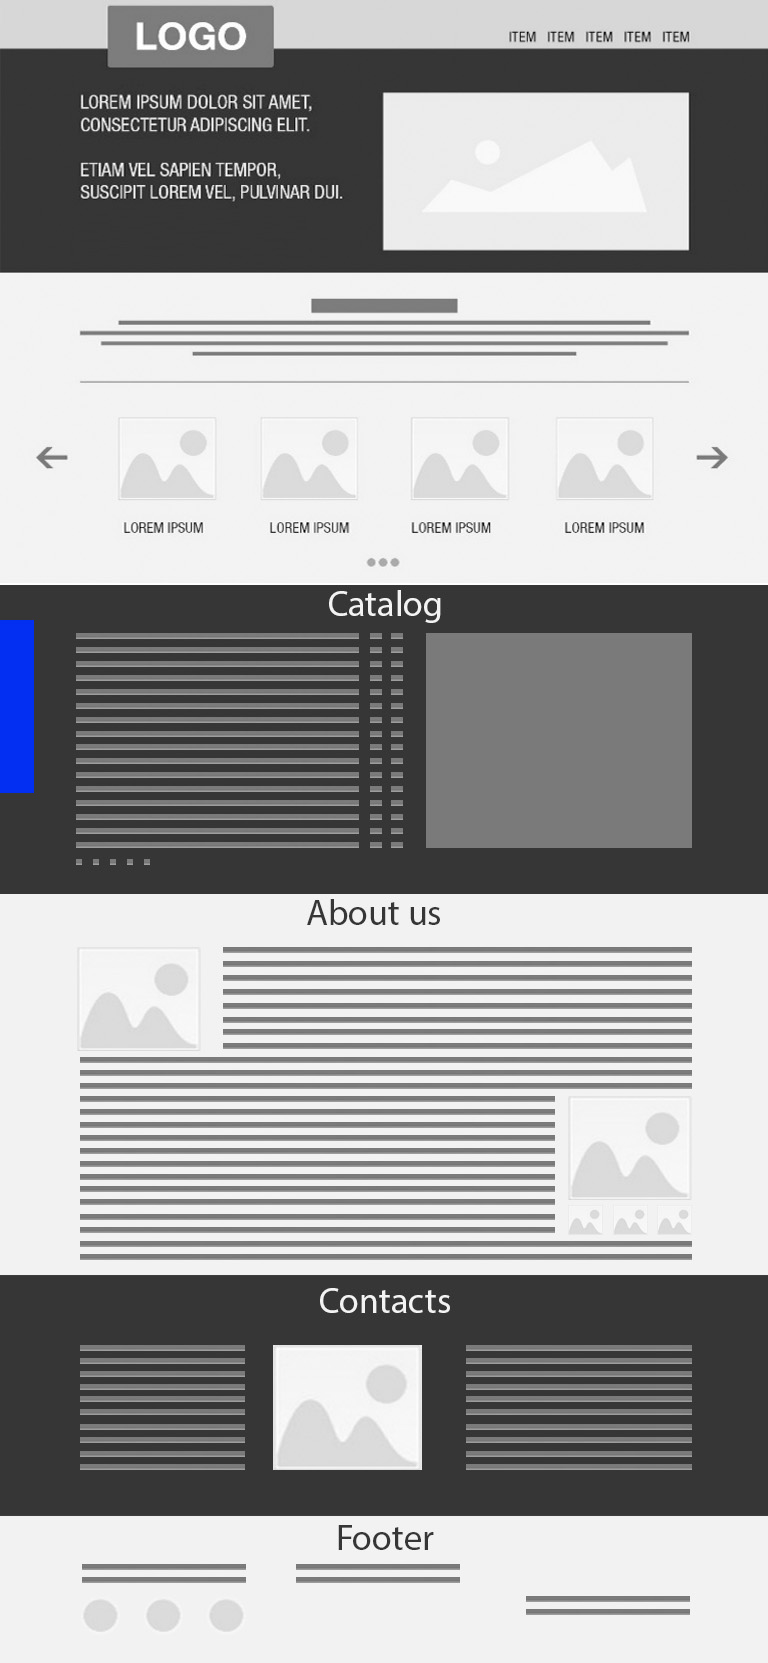 LOGO
ITEM ITEM ITEM ITEM ITEM
LOREM IPSUM DOLOR SIT AMET,
CONSECTETUR ADIPISCING ELIT.
ETIAM VEL SAPIEN TEMPOR,
SUSCIPIT LOREM VEL, PULVINAR DUI.
LOREM IPSUM LOREM IPSUM LOREM IPSUM LOREM IPSUM
Catalog
About us
Contacts
Footer